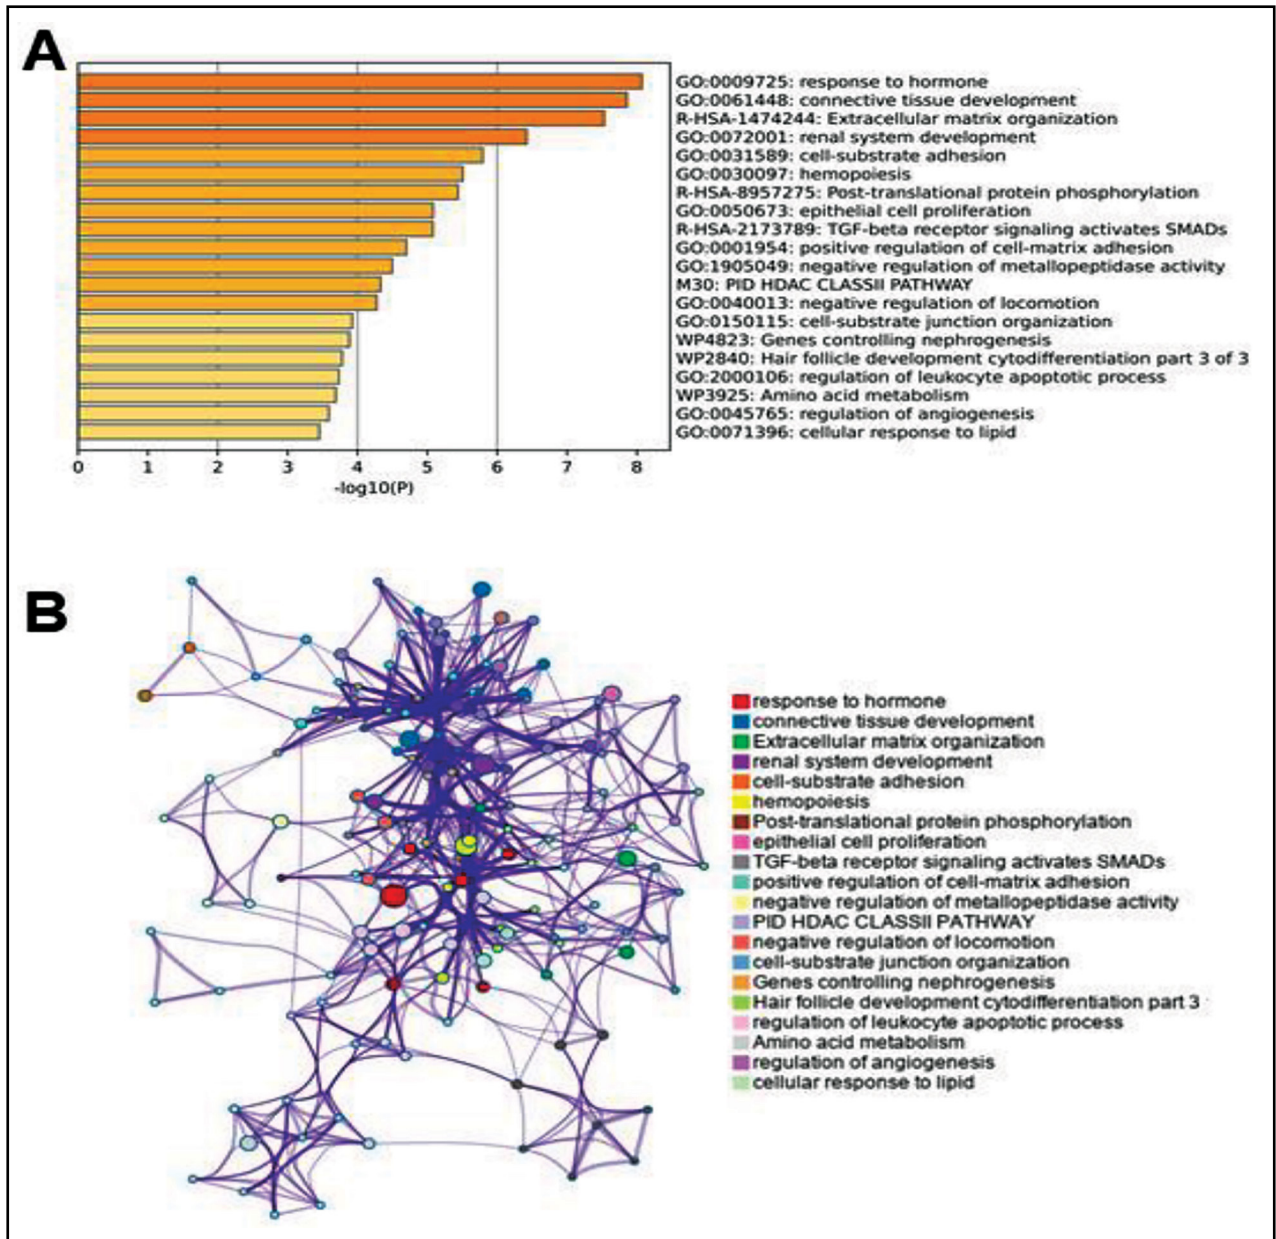 A
GO:0009725: response to hormone
GO:0061448: connective tissue development
R-HSA-1474244: Extracellular matrix organization
GO:0072001: renal system development
GO:0031589: cell-substrate adhesion
GO:0030097: hemopoiesis
R-HSA-8957275: Post-translational protein phosphorylation
GO:0050673: epithelial cell proliferation
R-HSA-2173789: TGF-beta receptor signaling activates SMADs
GO:0001954: positive regulation of cell-matrix adhesion
GO:1905049: negative regulation of metallopeptidase activity
M30: PID HDAC CLASSII PATHWAY
GO:0040013: negative regulation of locomotion
GO:0150115: cell-substrate junction organization
WP4823: Genes controlling nephrogenesis
WP2840: Hair follicle development cytodifferentiation part 3 of 3
GO:2000106: regulation of leukocyte apoptotic process
WP3925: Amino acid metabolism
GO:0045765: regulation of angiogenesis
GO:0071396: cellular response to lipid
0 1 2 3 4 5 6 7 8
-log10(P)
B
response to hormone
connective tissue development
Extracellular matrix organization
renal system development
cell-substrate adhesion
hemopoiesis
Post-translational protein phosphorylation
epithelial cell proliferation
TGF-beta receptor signaling activates SMADs
positive regulation of cell-matrix adhesion
negative regulation of metallopeptidase activity
PID HDAC CLASSII PATHWAY
negative regulation of locomotion
cell-substrate junction organization
Genes controlling nephrogenesis
Hair follicle development cytodifferentiation part 3
regulation of leukocyte apoptotic process
Amino acid metabolism
regulation of angiogenesis
cellular response to lipid